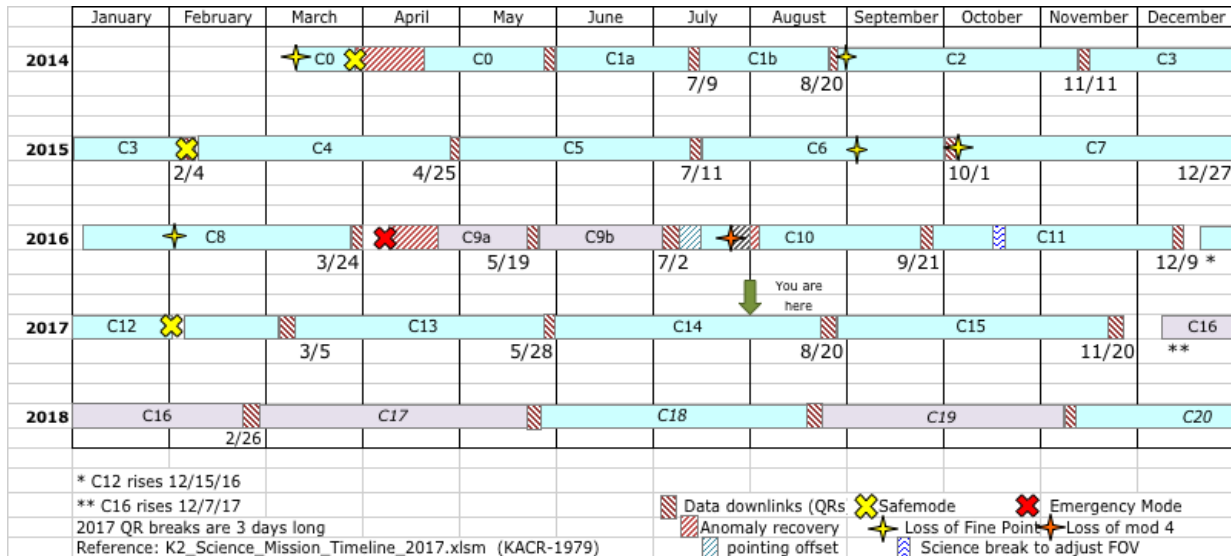 January February March April May June July August September October November December
2014 C0 C0 C1a C1b C2 C3
7/9 8/20 11/11
2015 C3 C4 C5 C6 C7
2/4 4/25 7/11 10/1 12/27
2016 C8 C9a C9b C10 C11
3/24 5/19 7/2 9/21 12/9 *
You are
here
2017 C12 C13 C14 C15 C16
3/5 5/28 8/20 11/20 **
2018 C16 C17 C18 C19 C20
2/26
* C12 rises 12/15/16
** C16 rises 12/7/17 Data downlinks (QRs Safemode Emergency Mode
2017 QR breaks are 3 days long Anomaly recovery Loss of Fine Point Loss of mod 4
Reference: K2_Science_Mission_Timeline_2017.xlsm (KACR-1979) pointing offset Science break to adjust FOV